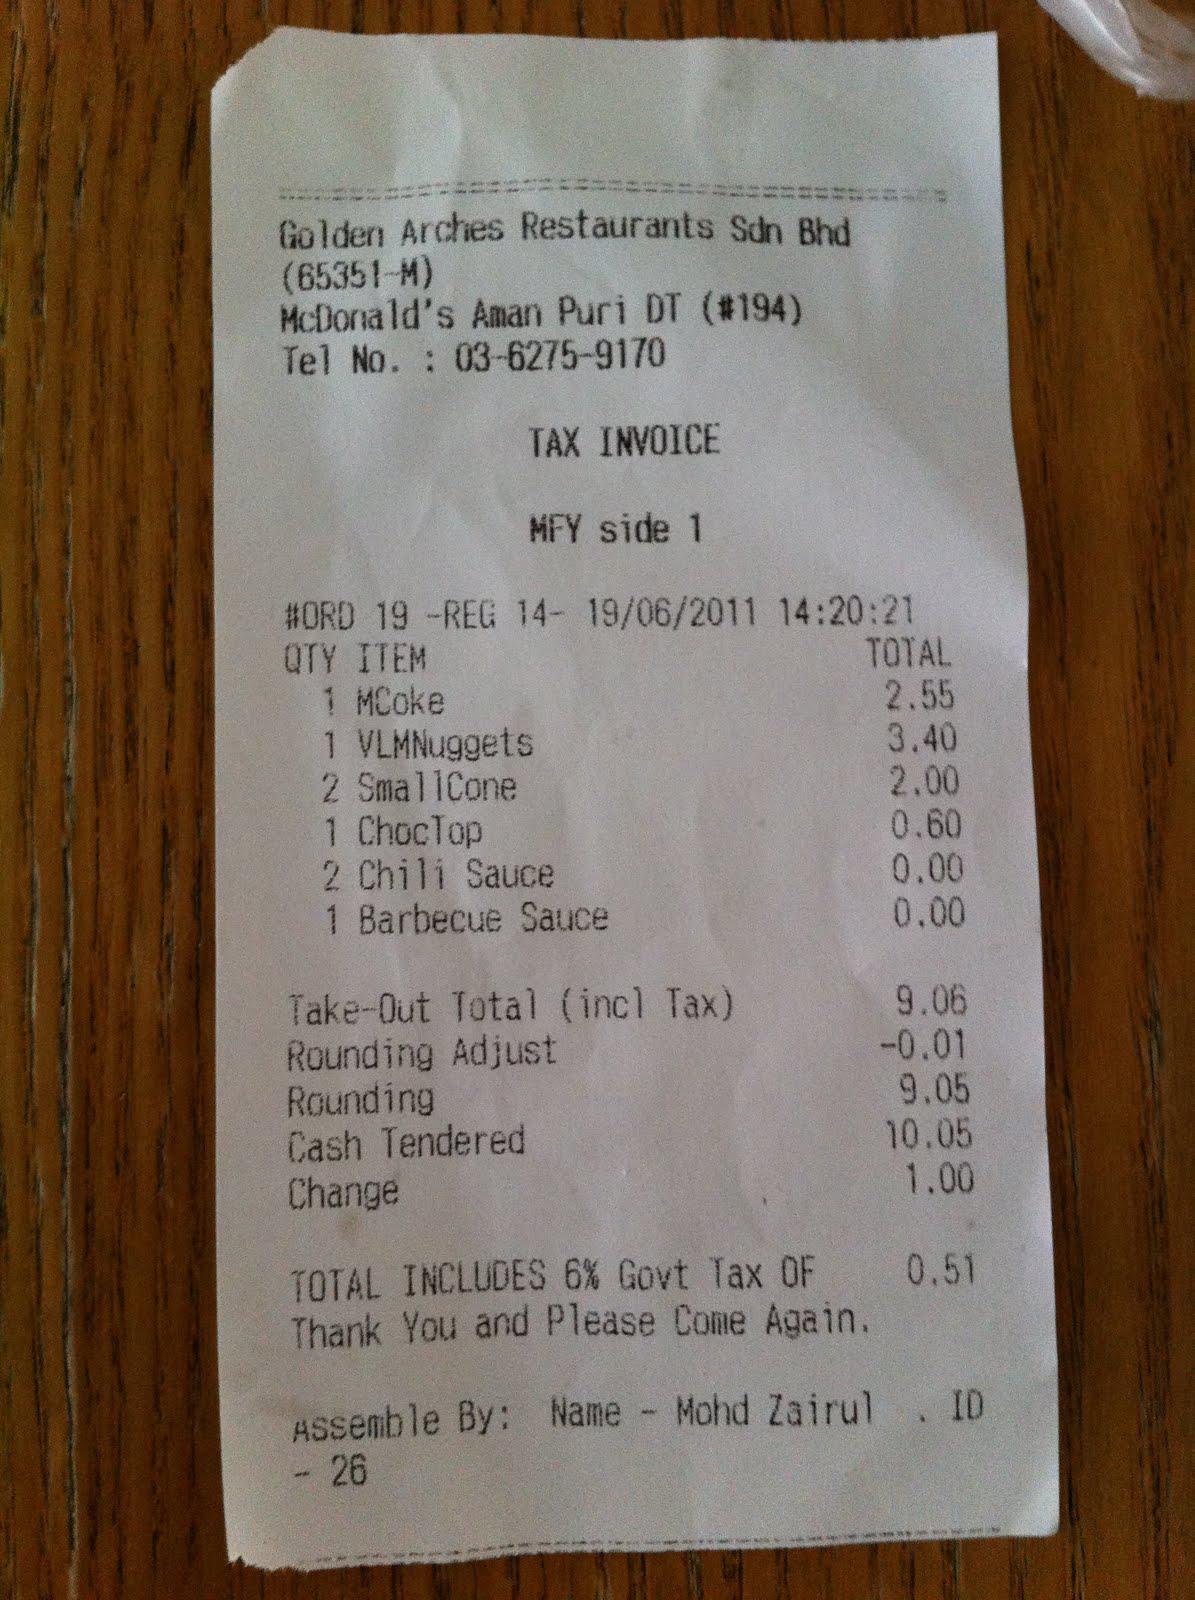 Golden Arches Restaurants Sdn Bhd
(65351-M)
McDonald's Aman Puri DT (#194)
Tel No. : 03-6275-9170
TAX INVOICE
MFY side 1
#ORD 19 -REG 14- 19/06/2011 14:20:21
QTY ITEM TOTAL
1 MCoke 2.55
1 VLMNuggets 3.40
2 SmallCone 2.00
1 ChocTop 0.60
2 Chili Sauce 0.00
1 Barbecue Sauce 0.00
Take-Out Total (incl Tax) 9.06
Rounding Adjust -0.01
Rounding 9.05
Cash Tendered 10.05
Change 1.00
TOTAL INCLUDES 6% Govt Tax OF 0.51
Thank You and Please Come Again.
Assemble By: Name - Mohd Zairul . ID
- 26